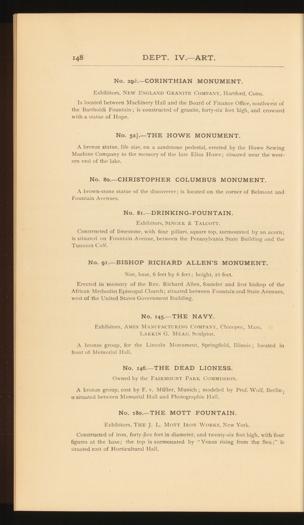 148 DEPT. IV.—ART.
No. 29½.—CORINTHIAN MONUMENT.
Exhibitors, NEW ENGLAND GRANITE COMPANY, Hartford, Conn.
Is located between Machinery Hall and the Board of Finance Office, southwest of
the Bartholdi Fountain; is constructed of granite, forty-six feet high, and crowned
with a statue of Hope.
No. 52½.—THE HOWE MONUMENT.
A bronze statue, life size, on a sandstone pedestal, erected by the Howe Sewing
Machine Company to the memory of the late Elias Howe; situated near the west-
ern end of the lake.
No. 80.—CHRISTOPHER COLUMBUS MONUMENT.
A brown-stone statue of the discoverer; is located on the corner of Belmont and
Fountain Avenues.
No. 81.—DRINKING-FOUNTAIN.
Exhibitors, SINGER & TALCOTT.
Constructed of limestone, with four pillars, square top, surmounted by an acorn;
is situated on Fountain Avenue, between the Pennsylvania State Building and the
Tunisian Café.
No. 91.—BISHOP RICHARD ALLEN'S MONUMENT.
Size, base, 6 feet by 6 feet; height, 22 feet.
Erected in memory of the Rev. Richard Allen, founder and first bishop of the
African Methodist Episcopal Church; situated between Fountain and State Avenues,
west of the United States Government Building.
No. 145.—THE NAVY.
Exhibitors, AMES MANUFACTURING COMPANY, Chicopee, Mass.
LARKIN G. MEAD, Sculptor.
A bronze group, for the Lincoln Monument, Springfield, Illinois; located in
front of Memorial Hall.
No. 146.—THE DEAD LIONESS.
Owned by the FAIRMOUNT PARK COMMISSION.
A bronze group, cast by F. v. Müller, Munich; modeled by Prof. Wolf, Berlin;
is situated between Memorial Hall and Photographic Hall.
No. 180.—THE MOTT FOUNTAIN.
Exhibitors, THE J. L. MOTT IRON WORKS, New York.
Constructed of iron, forty-five feet in diameter, and twenty-six feet high, with four
figures at the base; the top is surmounted by "Venus rising from the Sea;" is
situated east of Horticultural Hall.